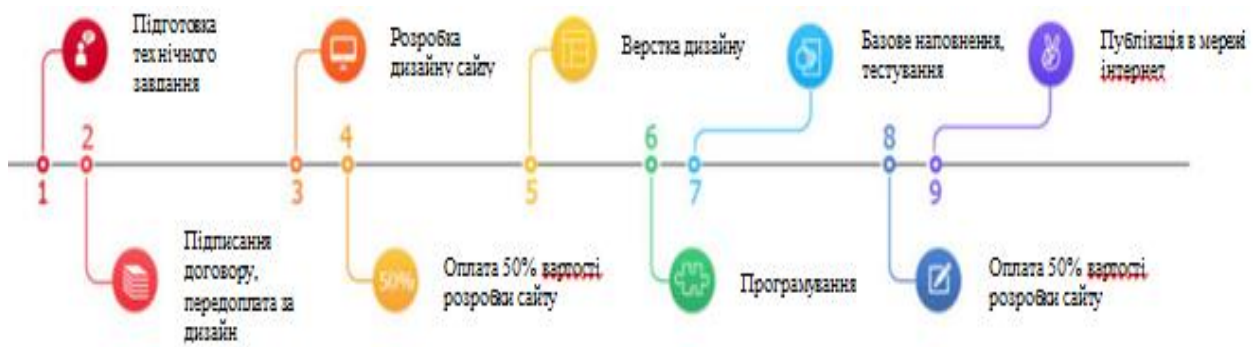 1
Підготовка
технічного
завдання
2
Підписання
договору,
передоплата за
дизайн
3
Розробка
дизайну сайту
4
50%
Оплата 50% вартості
розробки сайту
5
Верстка дизайну
6
Програмування
7
Базове наповнення,
тестування
8
Оплата 50% вартості
розробки сайту
9
Публікація в мережі
інтернет